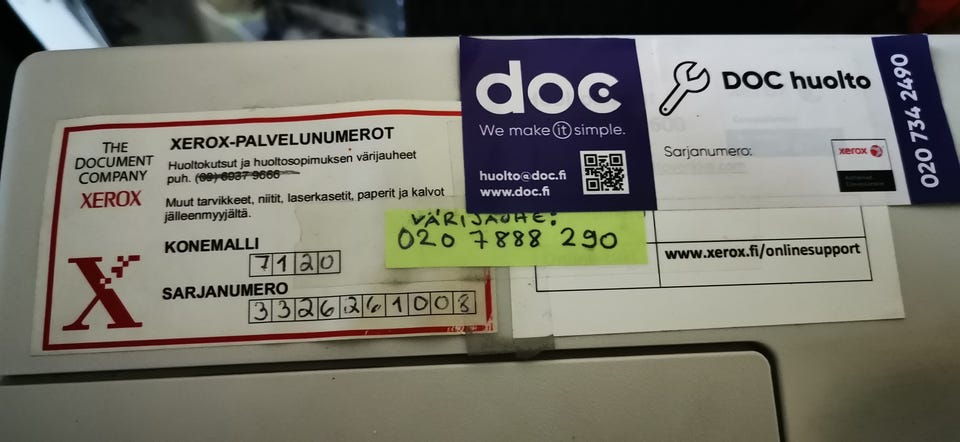 THE
DOCUMENT
COMPANY
XEROX
XEROX-PALVELUNUMEROT
Huoltokutsut ja huoltosopimuksen värijauheet
puh. (09) 6937 9666
Muut tarvikkeet, niitit, laserkasetit, paperit ja kalvot
jälleenmyyjältä.
KONEMALLI
7120
SARJANUMERO
3326261008
doc
We make it simple.
huolto@doc.fi
www.doc.fi
DOC huolto
Sarjanumero:
xerox
020 734 2490
VÄRIJAUHE:
020 7888 290
www.xerox.fi/onlinesupport